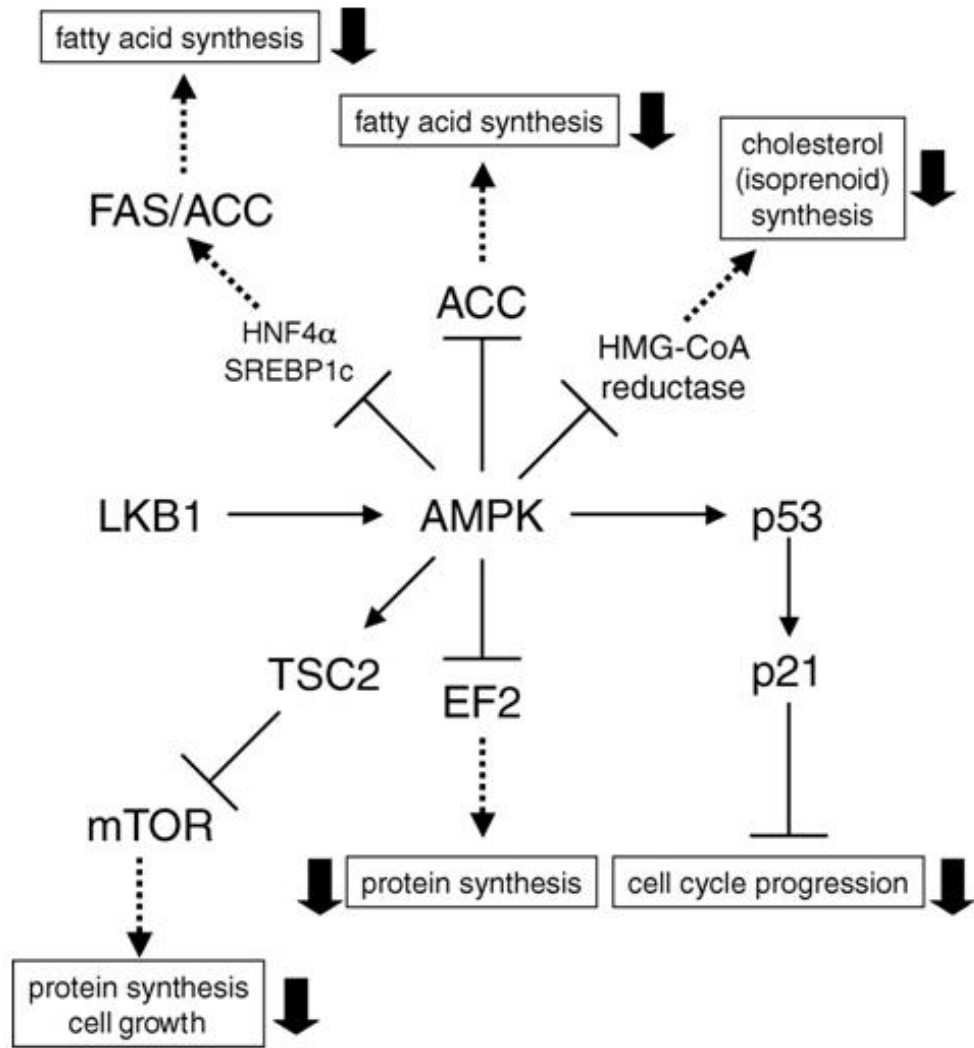 fatty acid synthesis
fatty acid synthesis
cholesterol
(isoprenoid)
synthesis
FAS/ACC
ACC
HNF4α
SREBP1c
HMG-CoA
reductase
LKB1
AMPK
p53
TSC2
EF2
p21
mTOR
protein synthesis
cell cycle progression
protein synthesis
cell growth